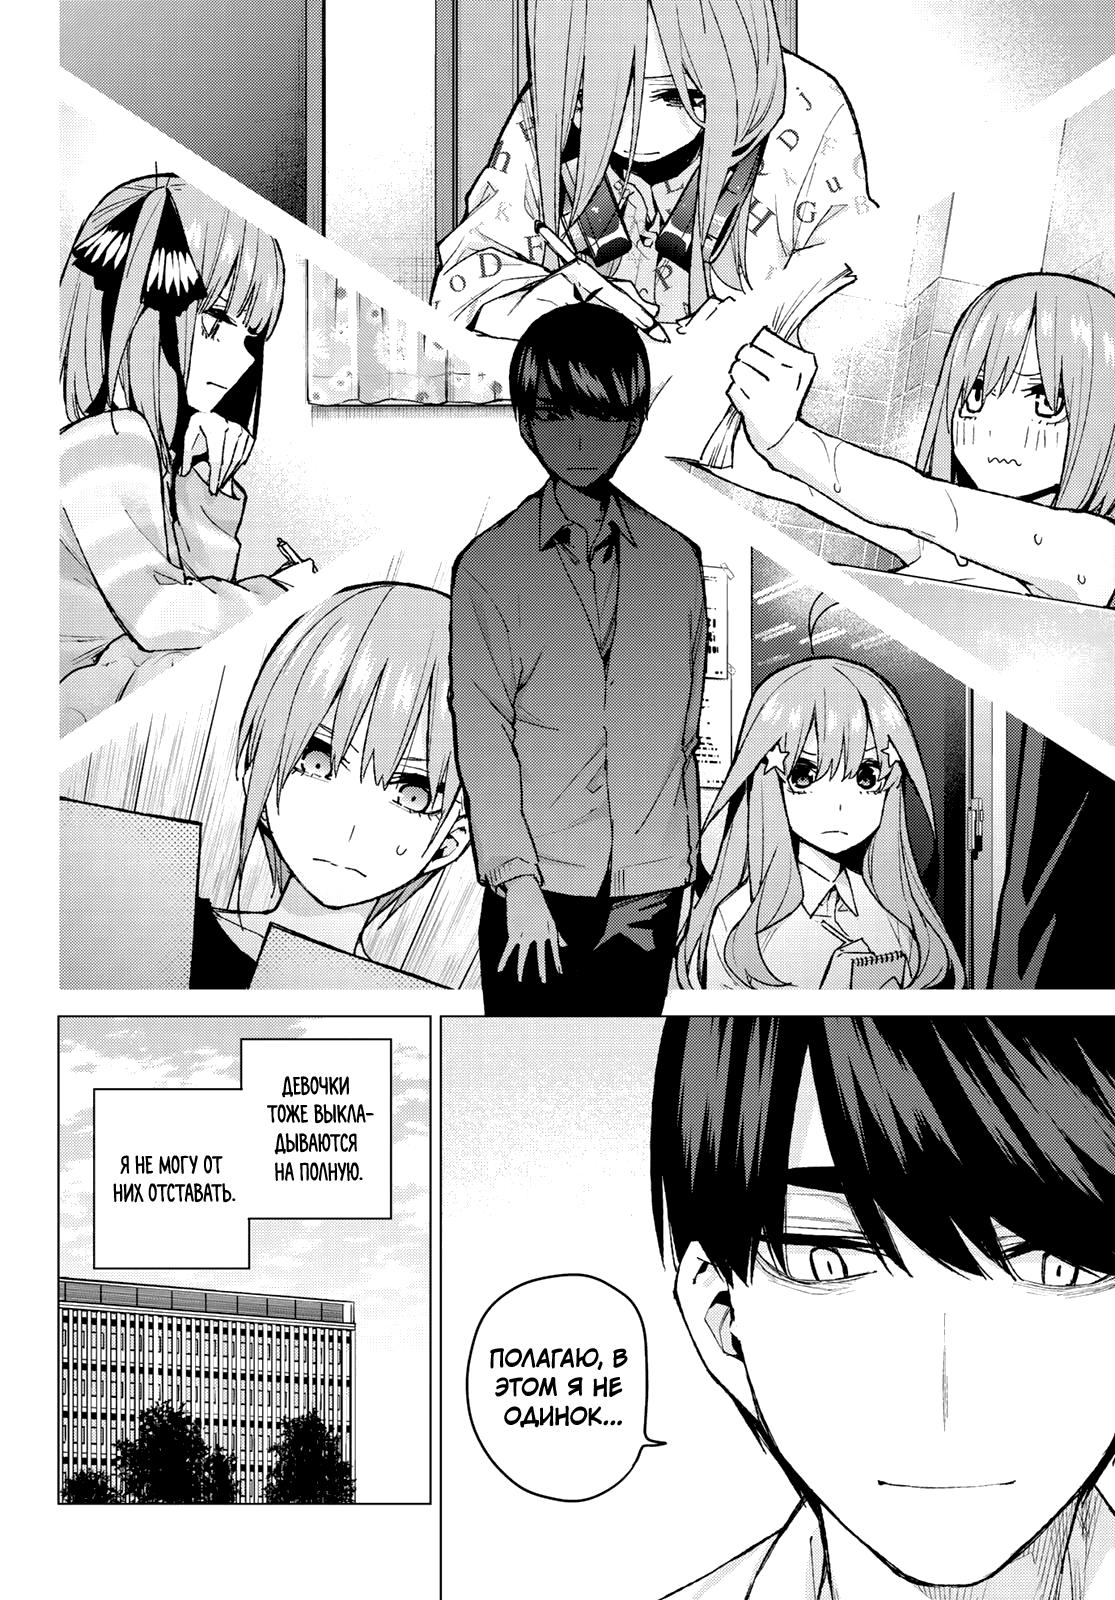 ПОЛАГАЮ, В
ЭТОМ Я НЕ
ОДИНОК...
ДЕВОЧКИ
ТОЖЕ ВЫКЛА-
ДЫВАЮТСЯ
НА ПОЛНУЮ.
Я НЕ МОГУ ОТ
НИХ ОТСТАВАТЬ.